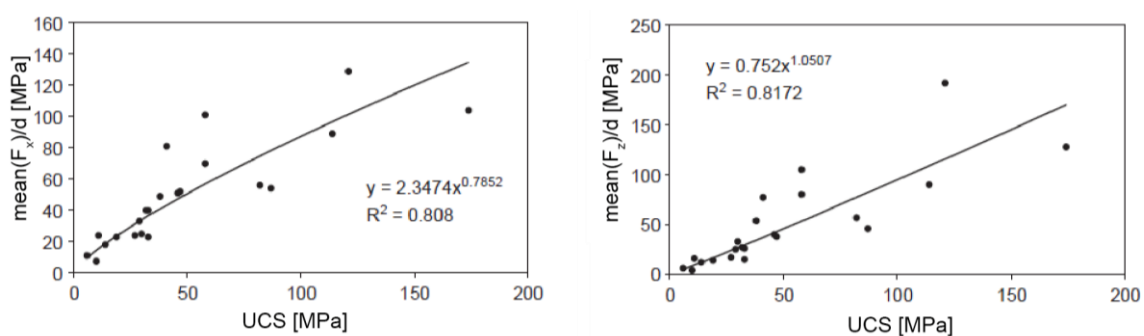 160
140
120
100
80
60
40
20
0
mean(Fₓ)/d [MPa]
y = 2.3474x^0.7852
R² = 0.808
0 50 100 150 200
UCS [MPa]
250
200
150
100
50
0
mean(F_z)/d [MPa]
y = 0.752x^1.0507
R² = 0.8172
0 50 100 150 200
UCS [MPa]